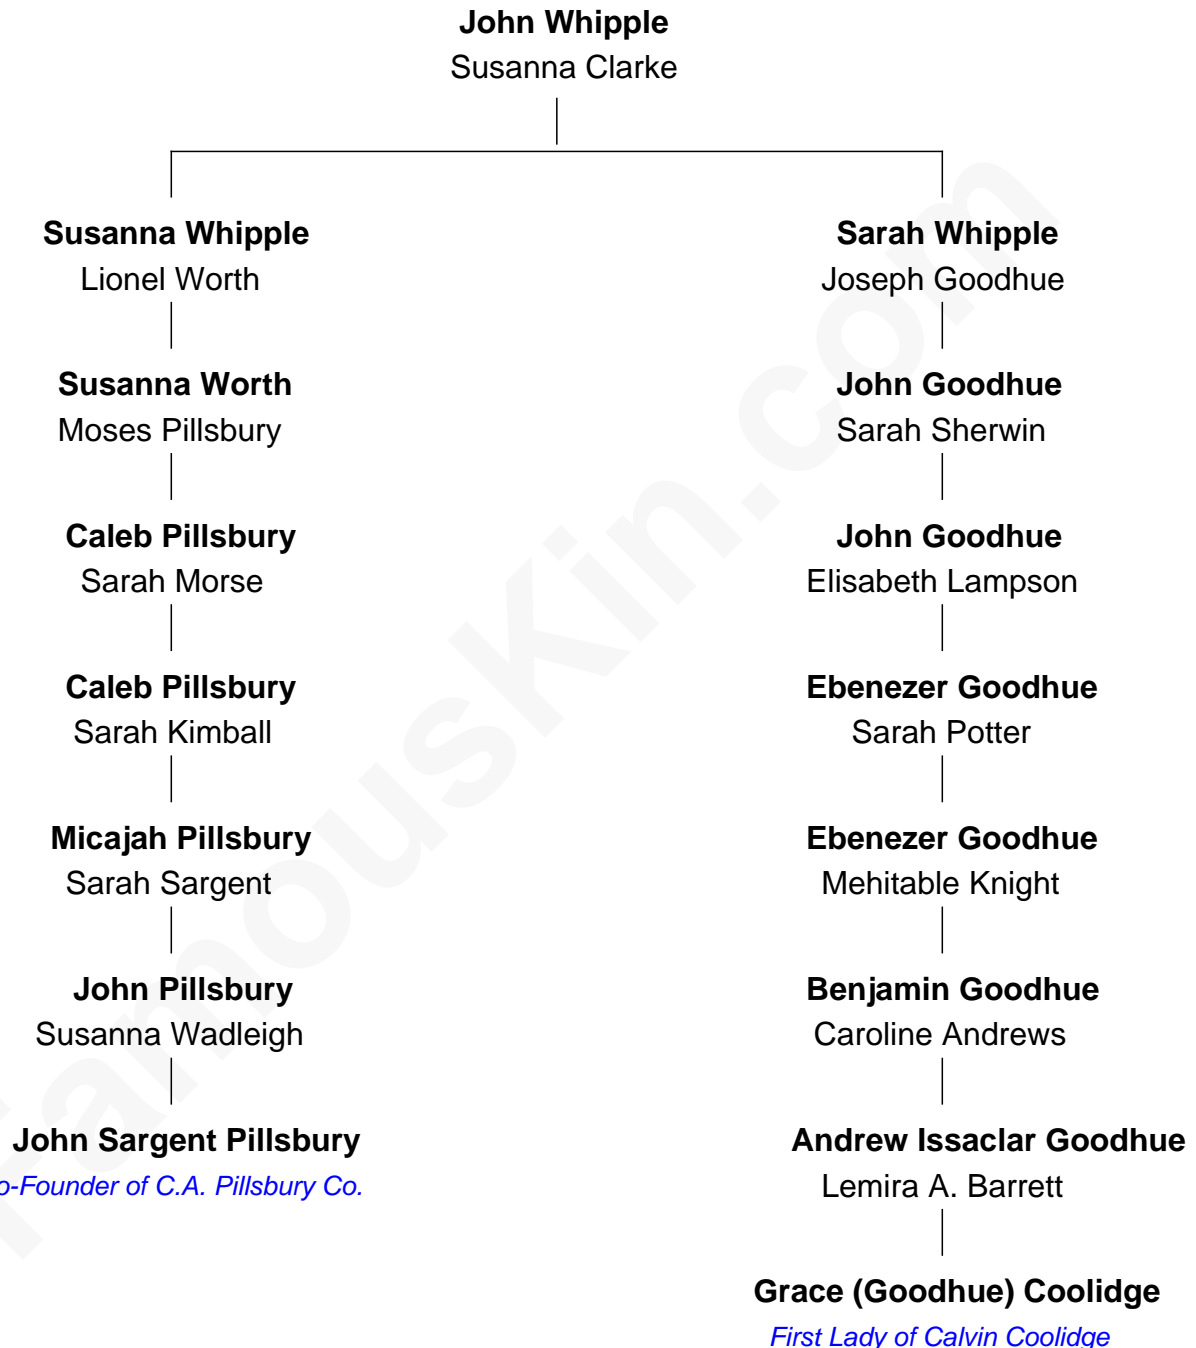 John Whipple
Susanna Clarke
Susanna Whipple
Lionel Worth
Sarah Whipple
Joseph Goodhue
Susanna Worth
Moses Pillsbury
John Goodhue
Sarah Sherwin
Caleb Pillsbury
Sarah Morse
John Goodhue
Elisabeth Lampson
Caleb Pillsbury
Sarah Kimball
Ebenezer Goodhue
Sarah Potter
Micajah Pillsbury
Sarah Sargent
Ebenezer Goodhue
Mehitable Knight
John Pillsbury
Susanna Wadleigh
Benjamin Goodhue
Caroline Andrews
John Sargent Pillsbury
o-Founder of C.A. Pillsbury Co.
Andrew Issaclar Goodhue
Lemira A. Barrett
Grace (Goodhue) Coolidge
First Lady of Calvin Coolidge
FamousKin.com